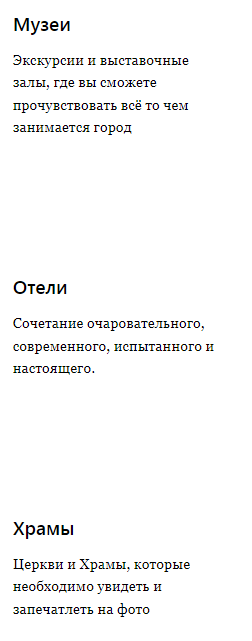 Музеи
Экскурсии и выставочные
залы, где вы сможете
прочувствовать всё то чем
занимается город
Отели
Сочетание очаровательного,
современного, испытанного и
настоящего.
Храмы
Церкви и Храмы, которые
необходимо увидеть и
запечатлеть на фото